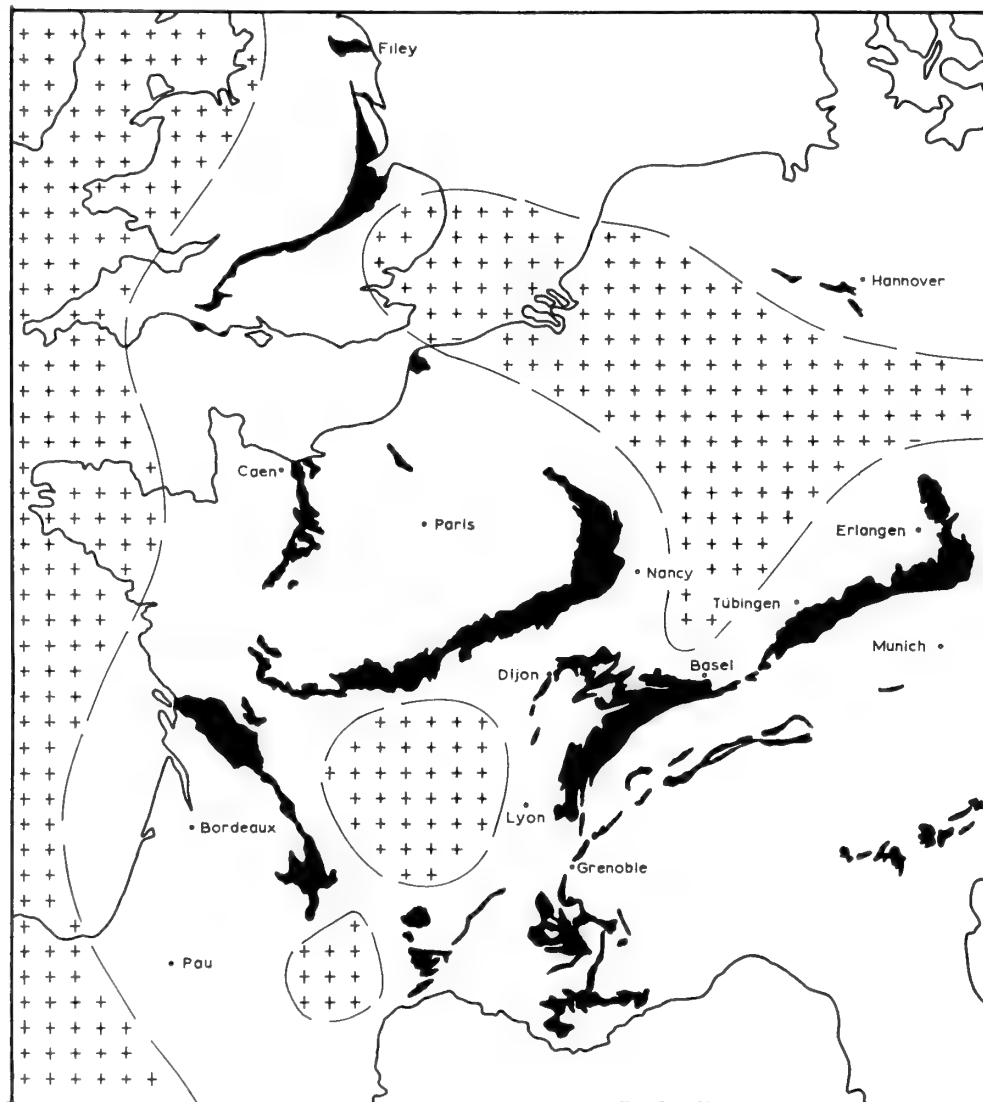 Filey
Hannover
Caen
Paris
Erlangen
Nancy
Tübingen
Munich
Dijon
Basel
Lyon
Bordeaux
Grenoble
Pau